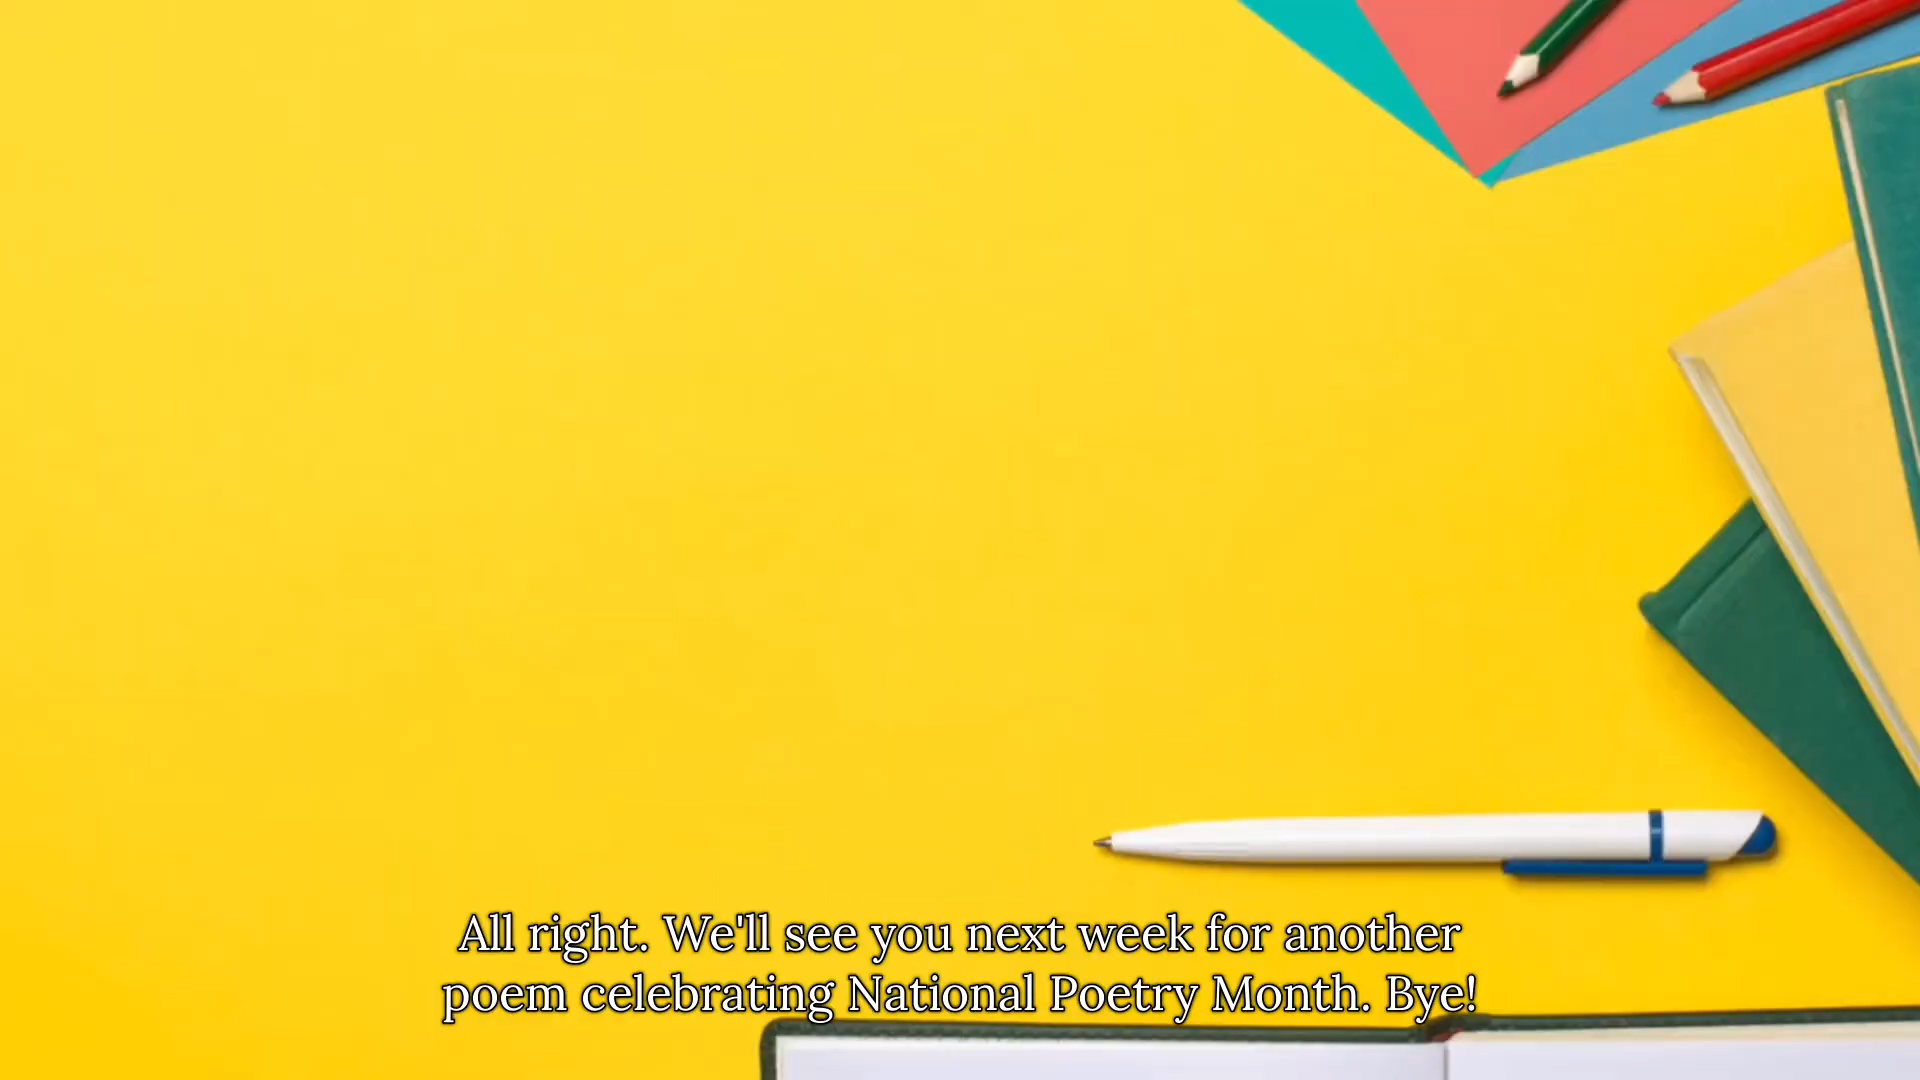 All right. We'll see you next week for another
poem celebrating National Poetry Month. Bye!